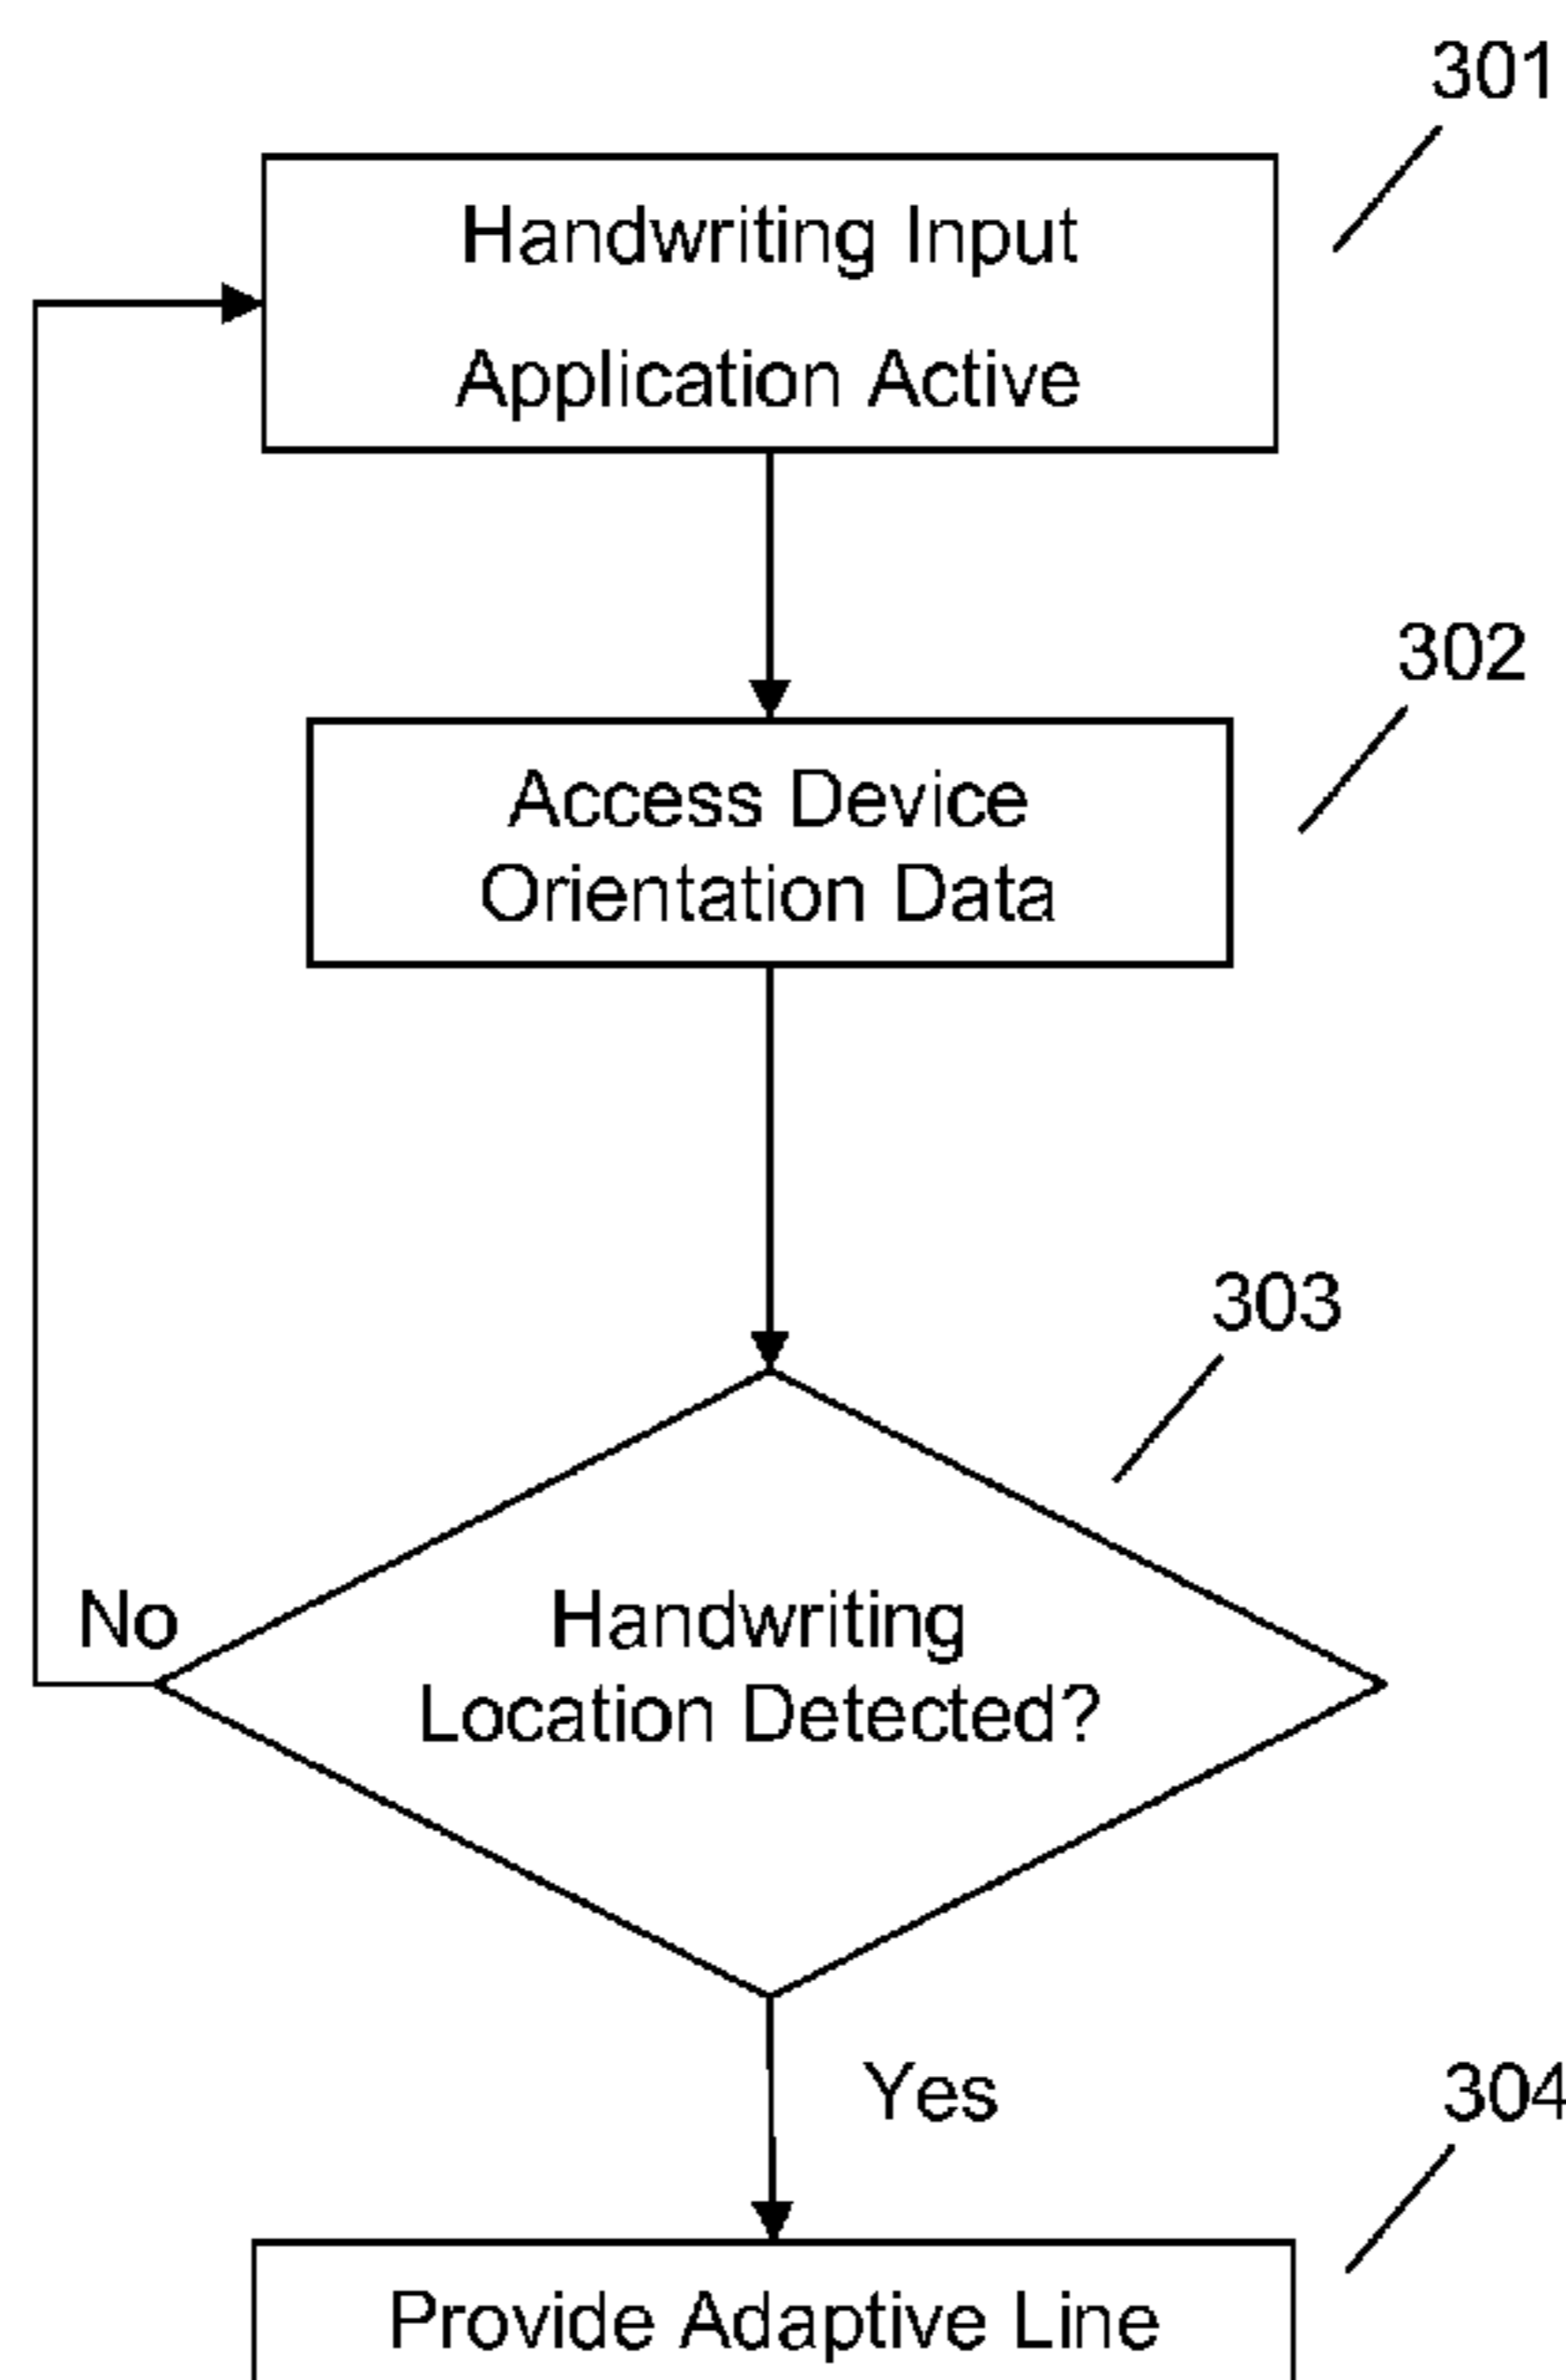 301
Handwriting Input
Application Active
302
Access Device
Orientation Data
303
No
Handwriting
Location Detected?
Yes
304
Provide Adaptive Line